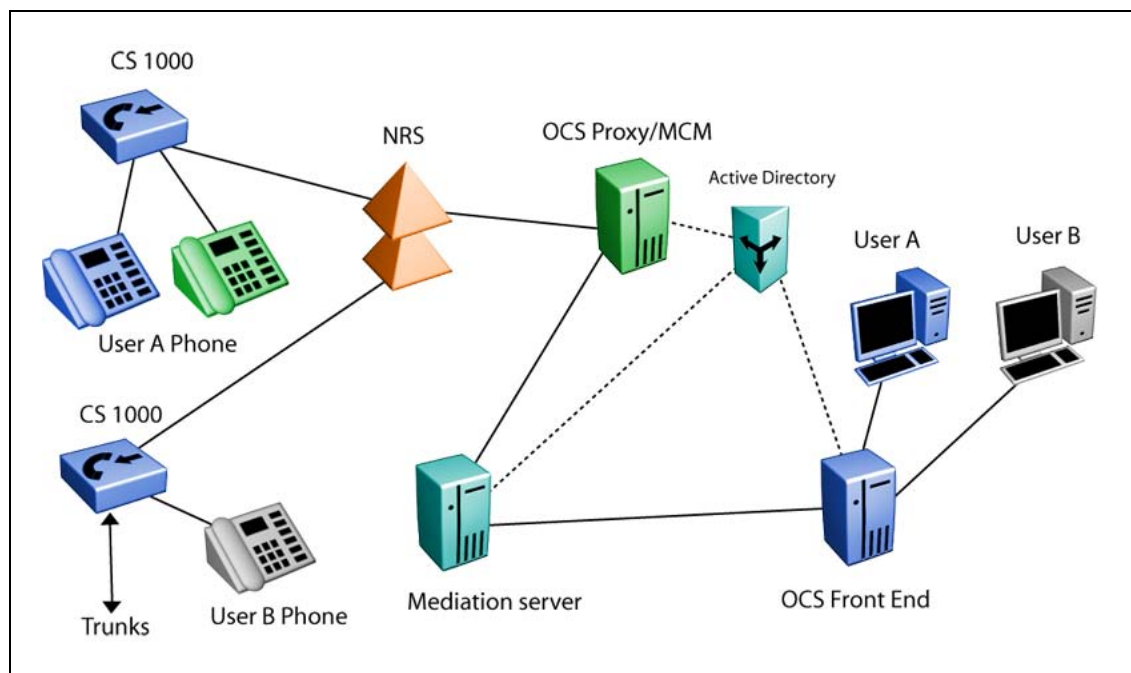 CS 1000
NRS
OCS Proxy/MCM
Active Directory
User A
User B
User A Phone
CS 1000
User B Phone
Trunks
Mediation server
OCS Front End